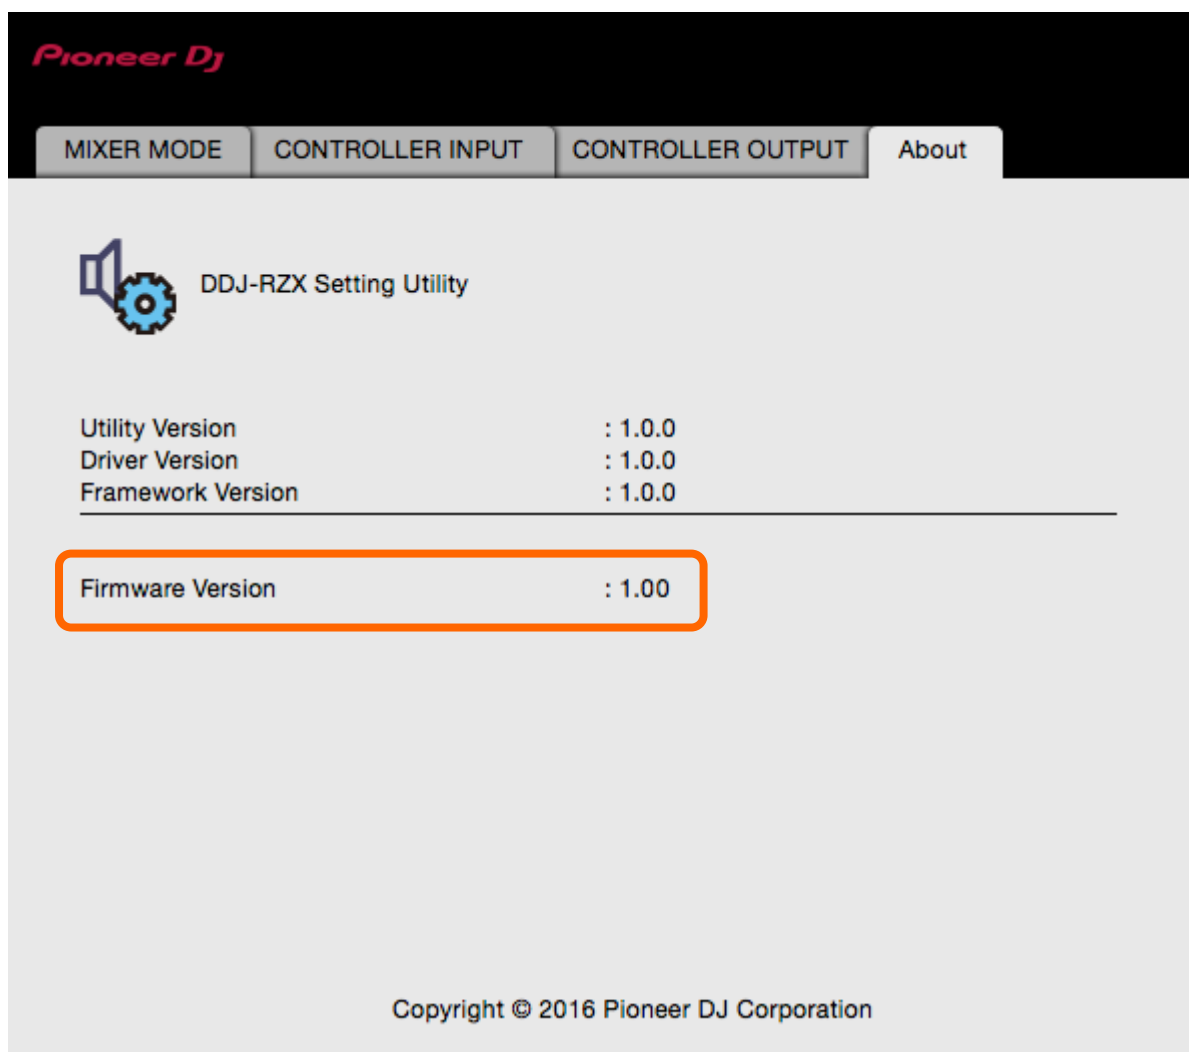 Pioneer Dj
MIXER MODE CONTROLLER INPUT CONTROLLER OUTPUT About
DDJ-RZX Setting Utility
Utility Version : 1.0.0
Driver Version : 1.0.0
Framework Version : 1.0.0
Firmware Version : 1.00
Copyright © 2016 Pioneer DJ Corporation